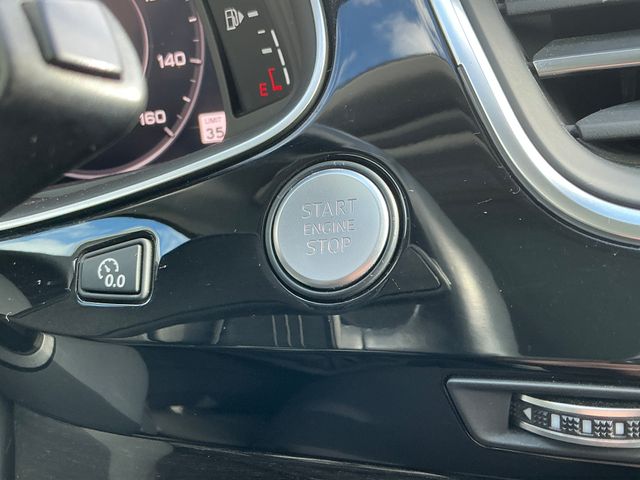 140
160
E
LIMIT
35
START
ENGINE
STOP
0.0